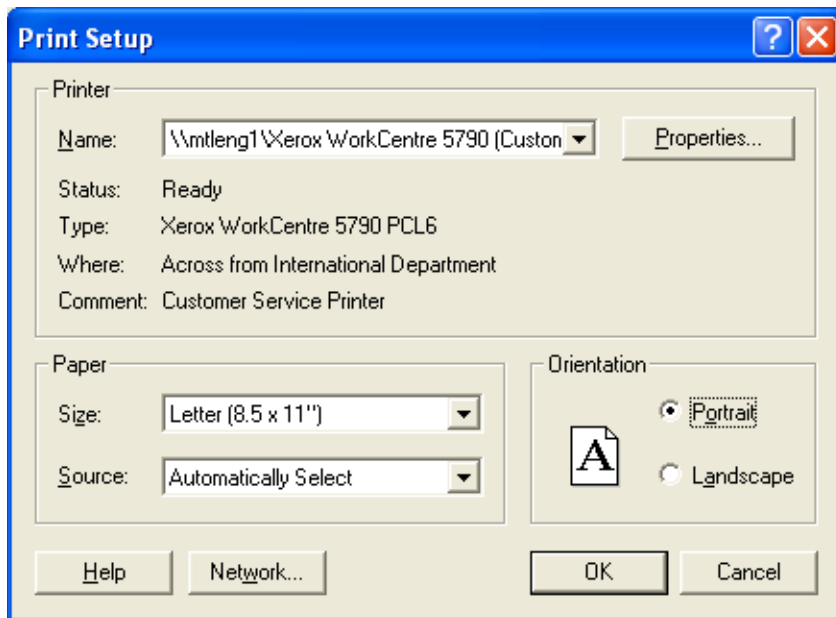 Print Setup
Printer
Name: \\mtleng1\Xerox WorkCentre 5790 (Custon Properties...
Status: Ready
Type: Xerox WorkCentre 5790 PCL6
Where: Across from International Department
Comment: Customer Service Printer
Paper
Size: Letter (8.5 x 11")
Source: Automatically Select
Orientation
A
Portrait
Landscape
Help Network... OK Cancel